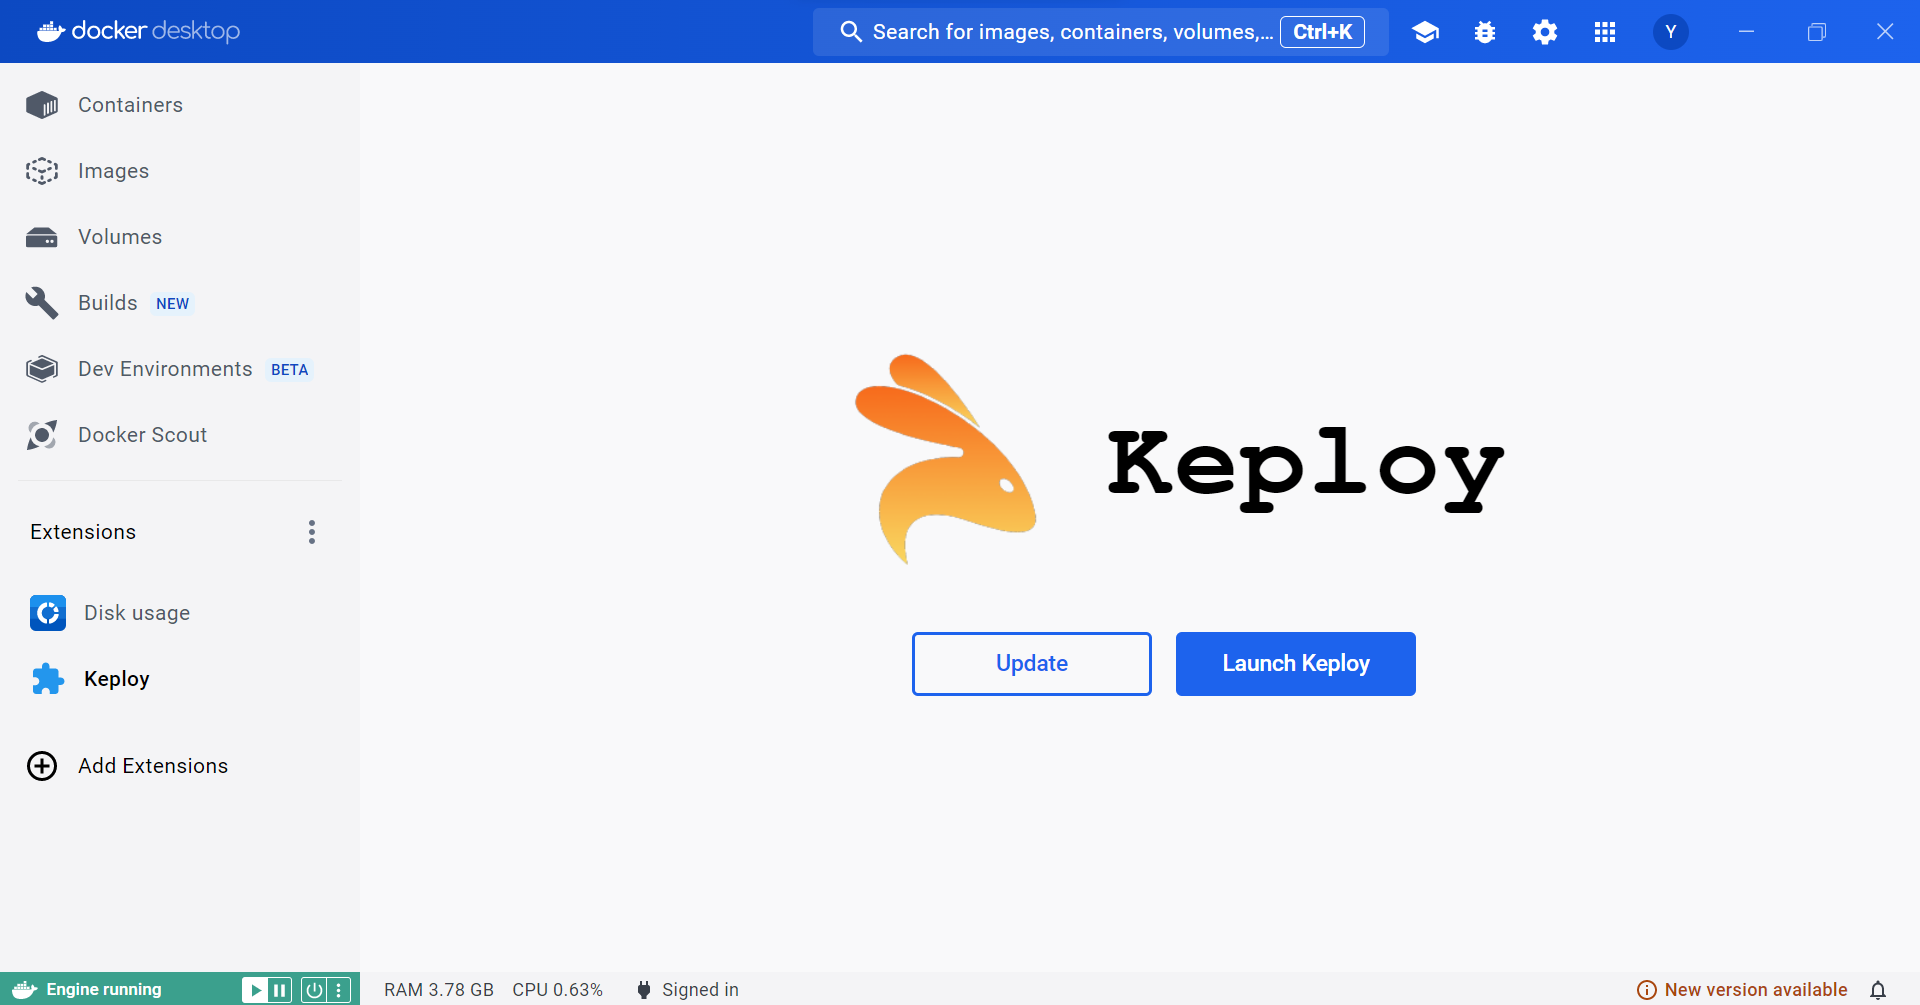 docker desktop
Search for images, containers, volumes,... Ctrl+K
Y
Containers
Images
Volumes
Builds NEW
Dev Environments BETA
Docker Scout
Extensions
Disk usage
Keploy
Add Extensions
Keploy
Update Launch Keploy
Engine running
RAM 3.78 GB CPU 0.63% Signed in
New version available